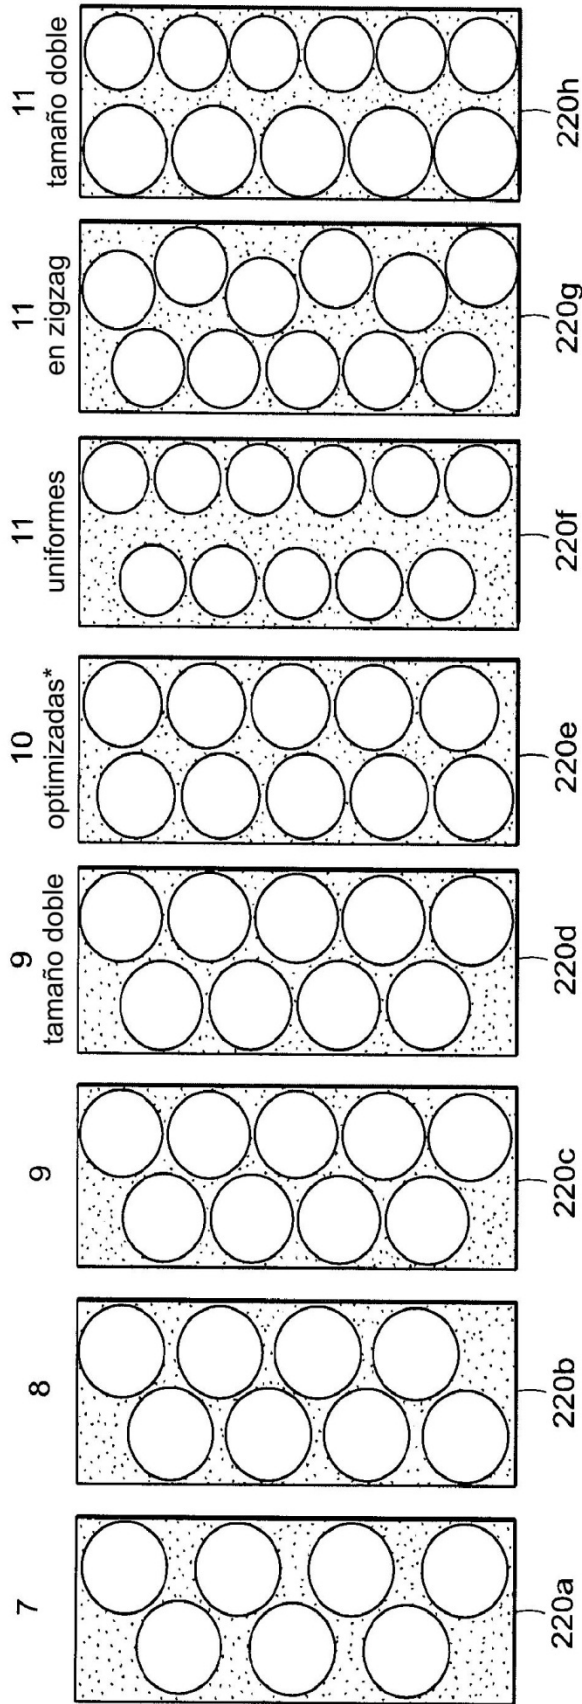 7
220a
8
220b
9
220c
9
tamaño doble
220d
10
optimizadas*
220e
11
uniformes
220f
11
en zigzag
220g
11
tamaño doble
220h